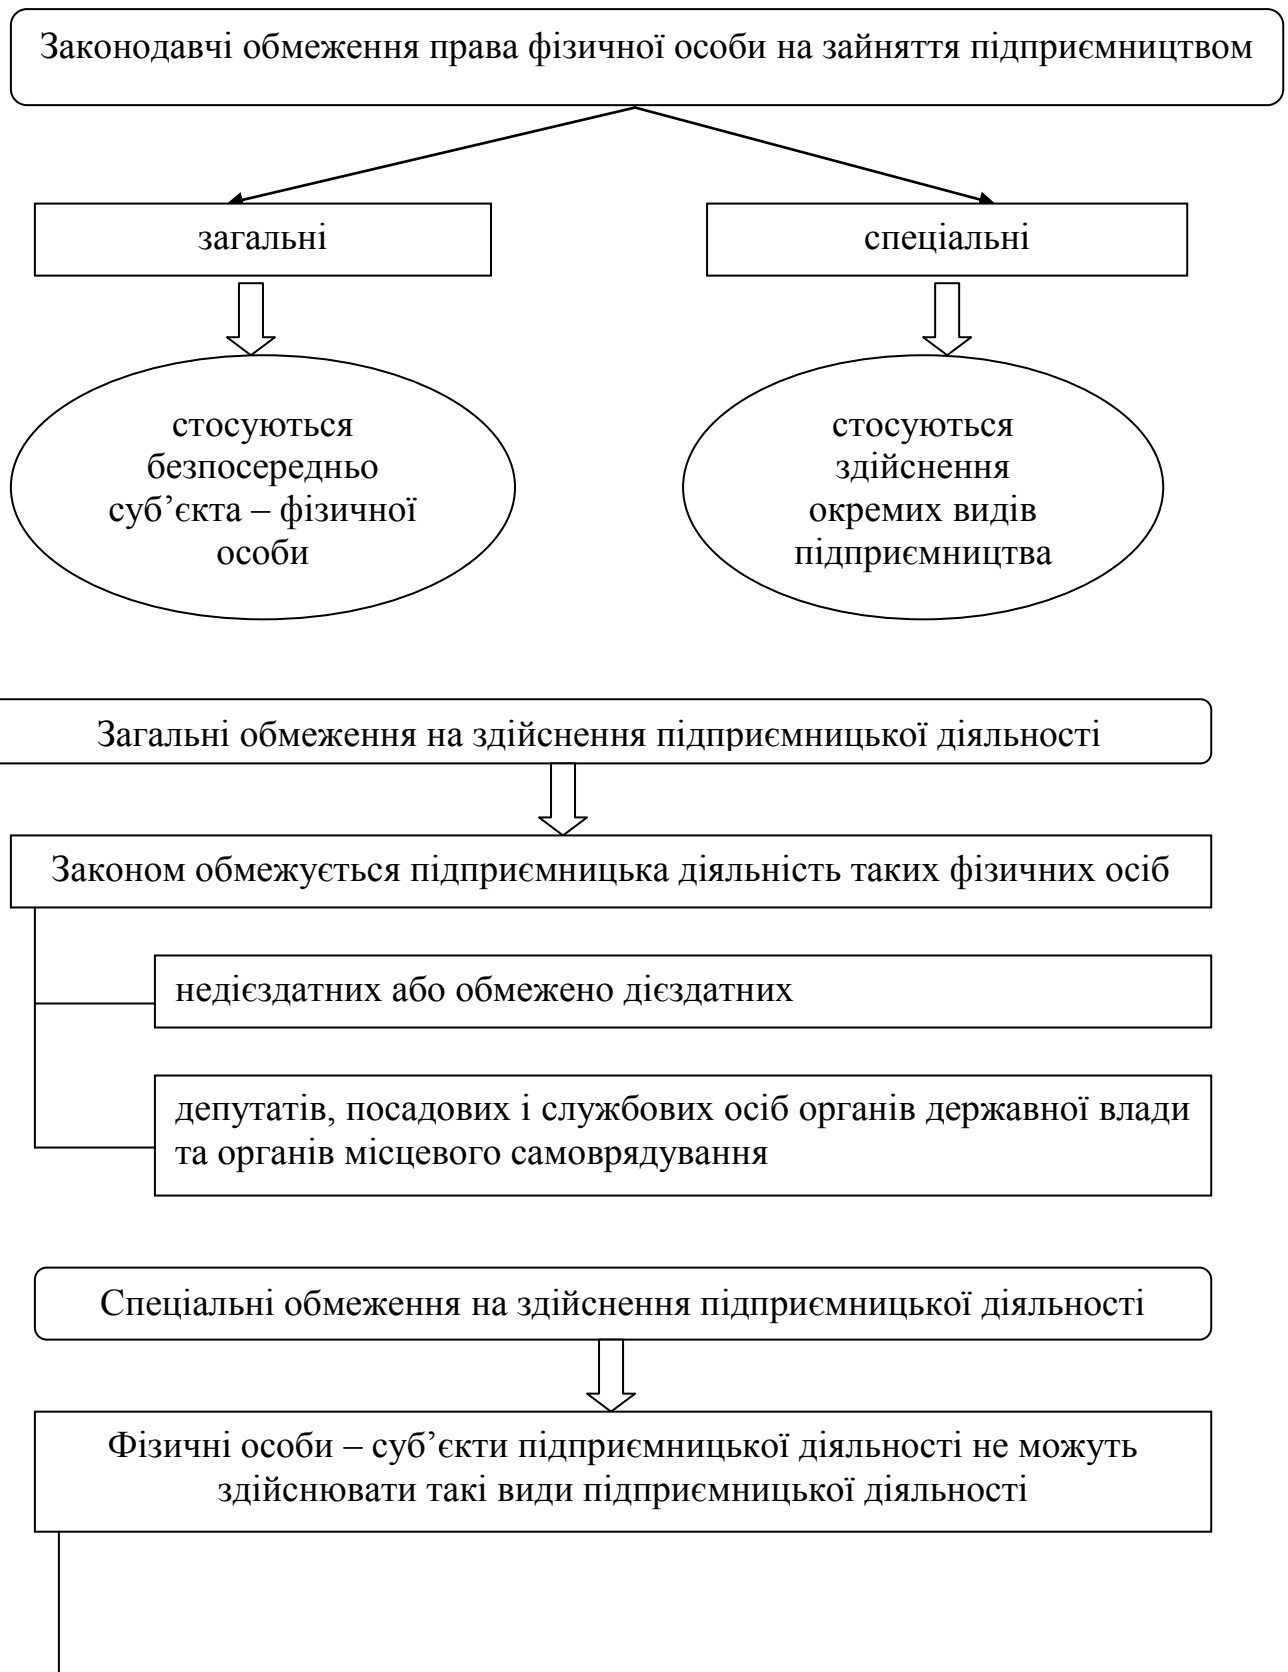 Законодавчі обмеження права фізичної особи на зайняття підприємництвом
загальні
спеціальні
стосуються
безпосередньо
суб’єкта – фізичної
особи
стосуються
здійснення
окремих видів
підприємництва
Загальні обмеження на здійснення підприємницької діяльності
Законом обмежується підприємницька діяльність таких фізичних осіб
недієздатних або обмежено дієздатних
депутатів, посадових і службових осіб органів державної влади
та органів місцевого самоврядування
Спеціальні обмеження на здійснення підприємницької діяльності
Фізичні особи – суб’єкти підприємницької діяльності не можуть
здійснювати такі види підприємницької діяльності